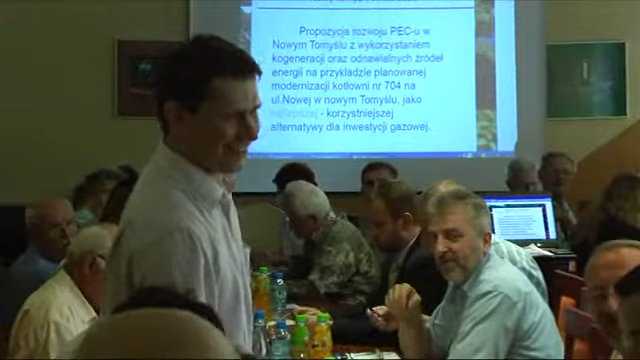 Propozycja rozwoju PEC-u w
Nowym Tomyślu z wykorzystaniem
kogeneracji oraz odnawialnych źródeł
energii na przykładzie planowanej
modernizacji kotłowni nr 704 na
ul.Nowej w nowym Tomyślu, jako
najlepszej - korzystniejszej
alternatywy dla inwestycji gazowej.